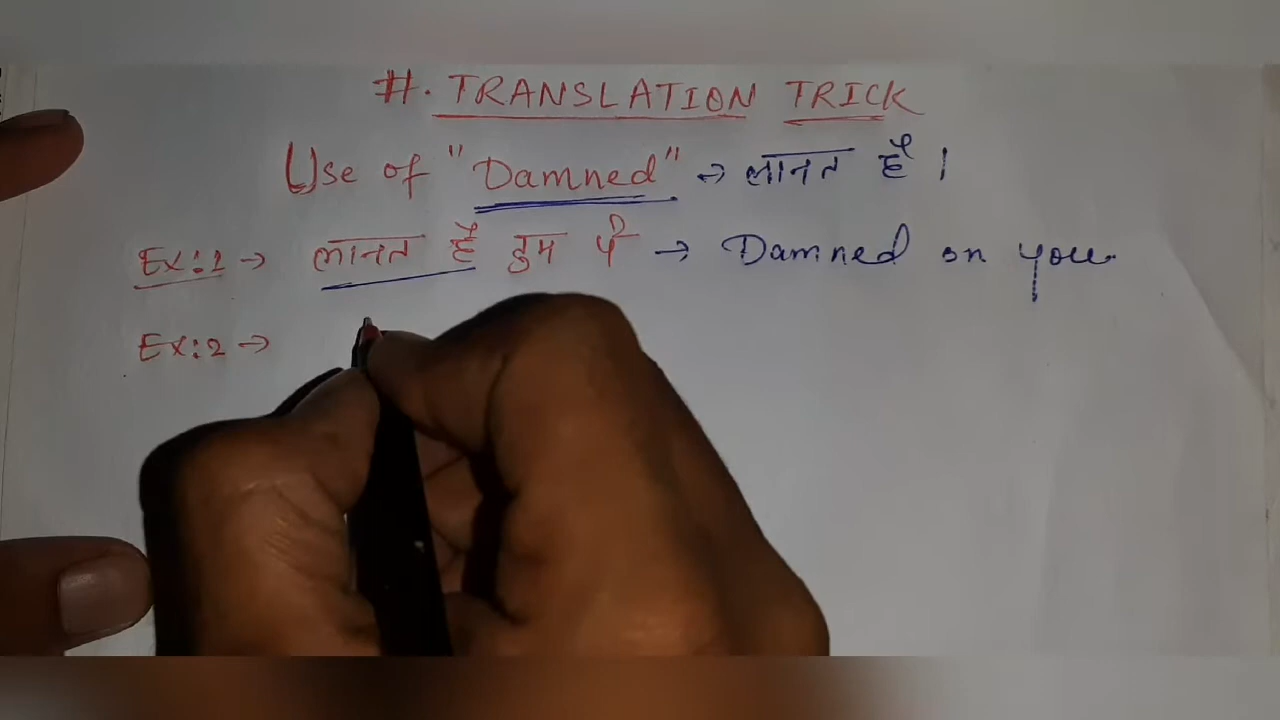 #. TRANSLATION TRICK
Use of "Damned" → लानत है।
Ex:1 → लानत है तुम पे → Damned on you.
Ex:2 →